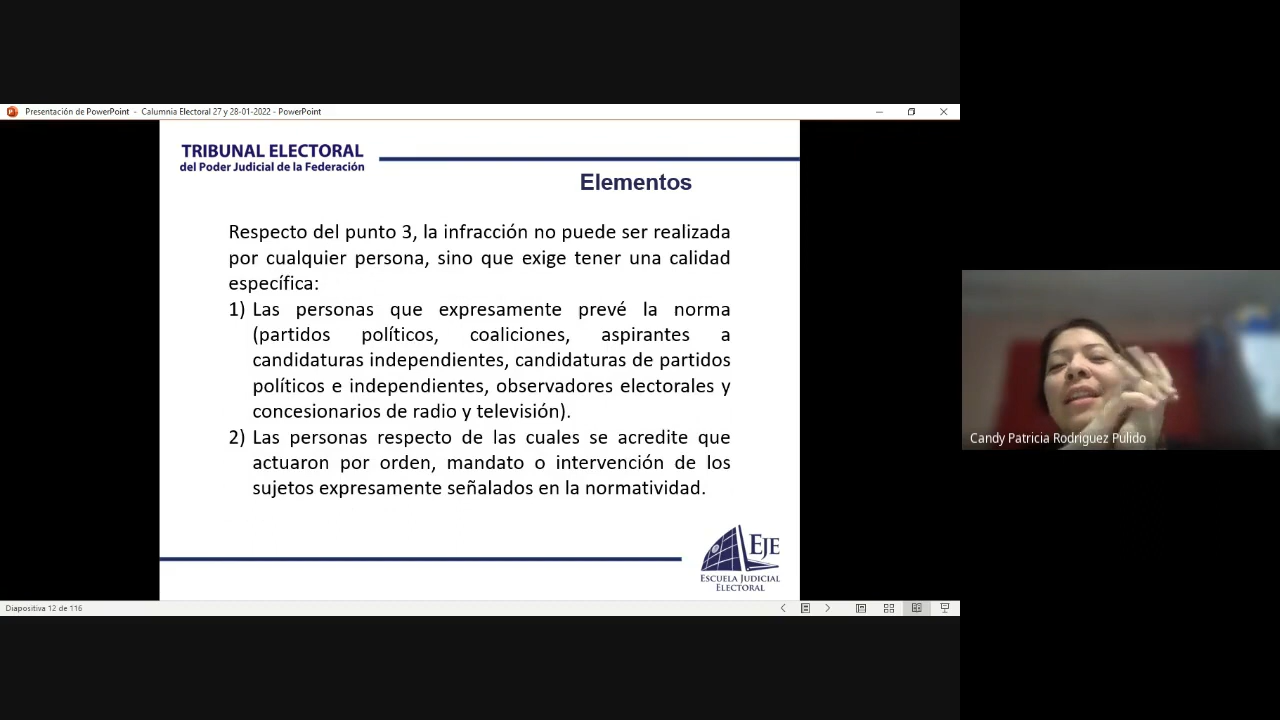 Presentación de PowerPoint - Calumnia Electoral 27 y 28-01-2022 - PowerPoint
TRIBUNAL ELECTORAL
del Poder Judicial de la Federación
Elementos
Respecto del punto 3, la infracción no puede ser realizada
por cualquier persona, sino que exige tener una calidad
específica:
1) Las personas que expresamente prevé la norma
(partidos políticos, coaliciones, aspirantes a
candidaturas independientes, candidaturas de partidos
políticos e independientes, observadores electorales y
concesionarios de radio y televisión).
2) Las personas respecto de las cuales se acredite que
actuaron por orden, mandato o intervención de los
sujetos expresamente señalados en la normatividad.
EJE
ESCUELA JUDICIAL
ELECTORAL
Diapositiva 12 de 116
Candy Patricia Rodriguez Pulido